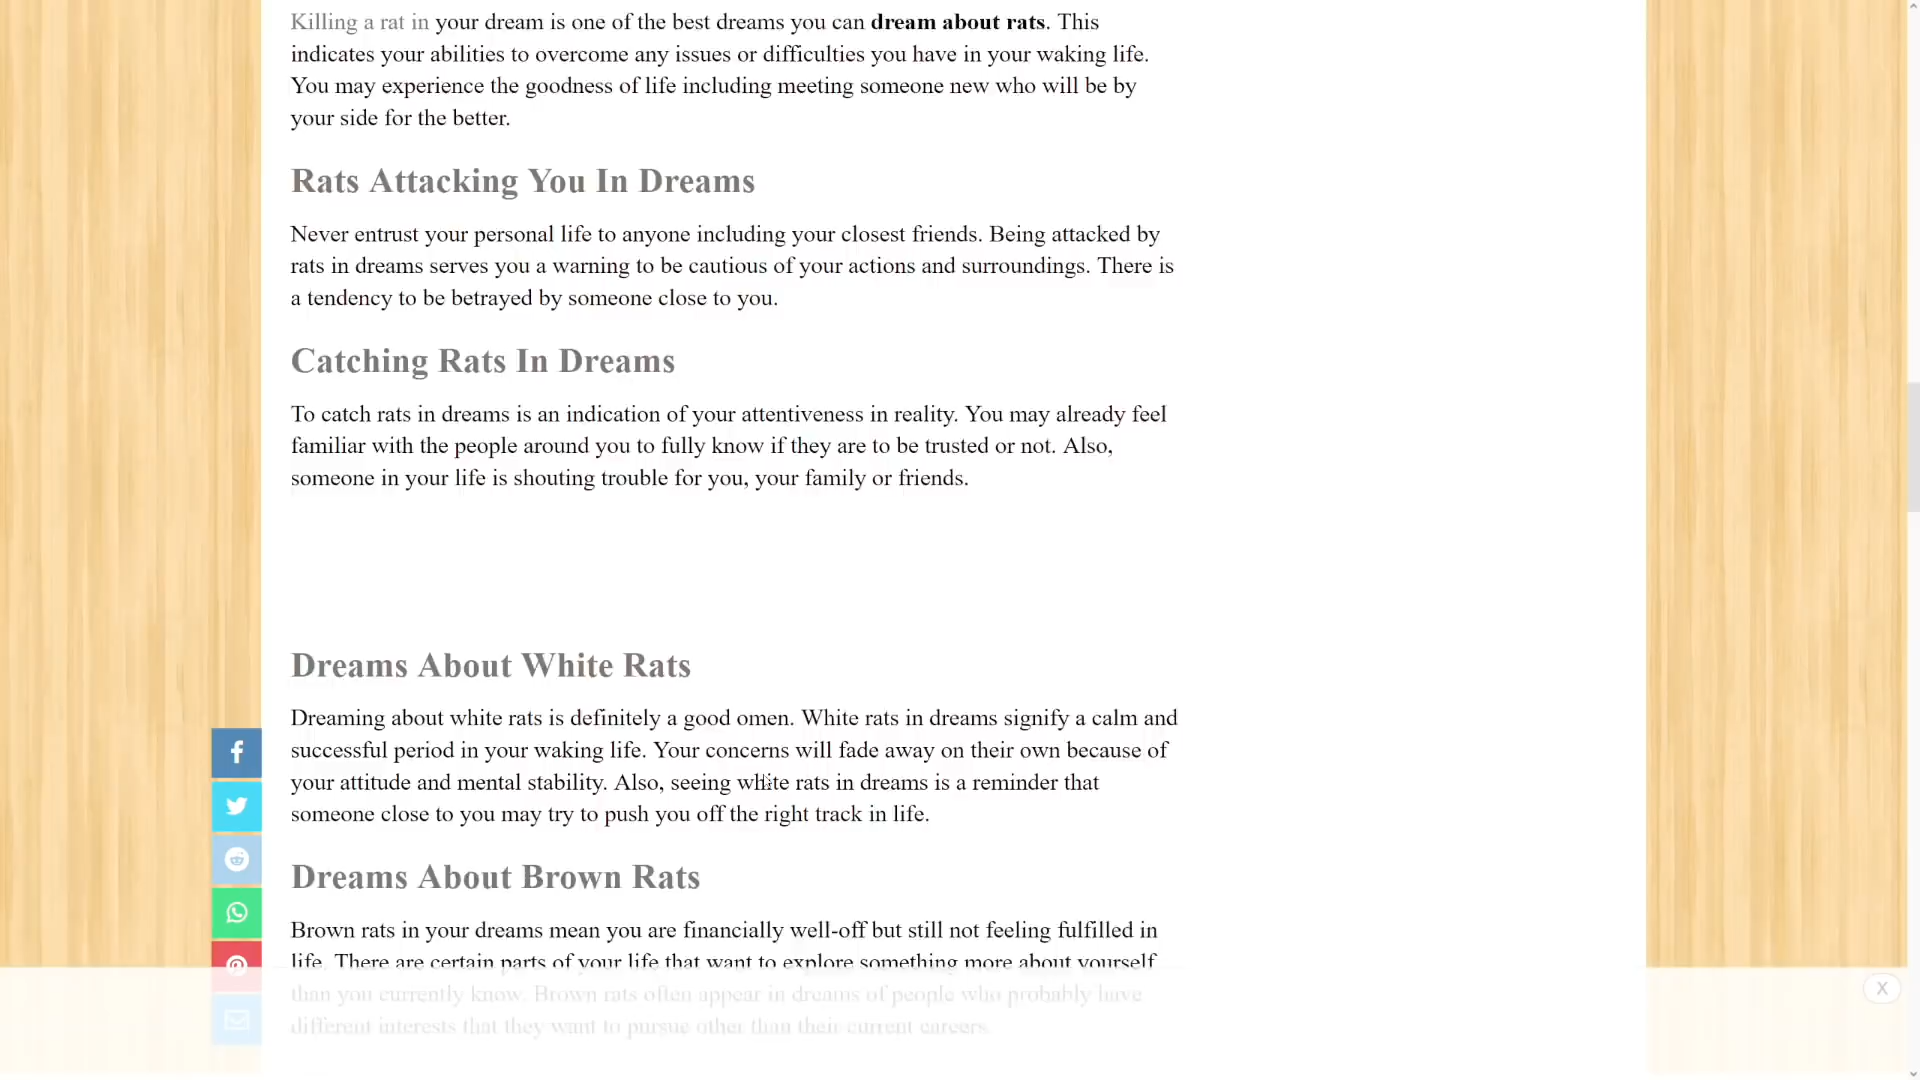 Killing a rat in your dream is one of the best dreams you can dream about rats. This
indicates your abilities to overcome any issues or difficulties you have in your waking life.
You may experience the goodness of life including meeting someone new who will be by
your side for the better.
Rats Attacking You In Dreams
Never entrust your personal life to anyone including your closest friends. Being attacked by
rats in dreams serves you a warning to be cautious of your actions and surroundings. There is
a tendency to be betrayed by someone close to you.
Catching Rats In Dreams
To catch rats in dreams is an indication of your attentiveness in reality. You may already feel
familiar with the people around you to fully know if they are to be trusted or not. Also,
someone in your life is shouting trouble for you, your family or friends.
Dreams About White Rats
Dreaming about white rats is definitely a good omen. White rats in dreams signify a calm and
successful period in your waking life. Your concerns will fade away on their own because of
your attitude and mental stability. Also, seeing white rats in dreams is a reminder that
someone close to you may try to push you off the right track in life.
Dreams About Brown Rats
Brown rats in your dreams mean you are financially well-off but still not feeling fulfilled in
life. There are certain parts of your life that want to explore something more about yourself
than you currently know. Brown rats often appear in dreams of people who probably have
different interests that they want to pursue other than their current careers.
X